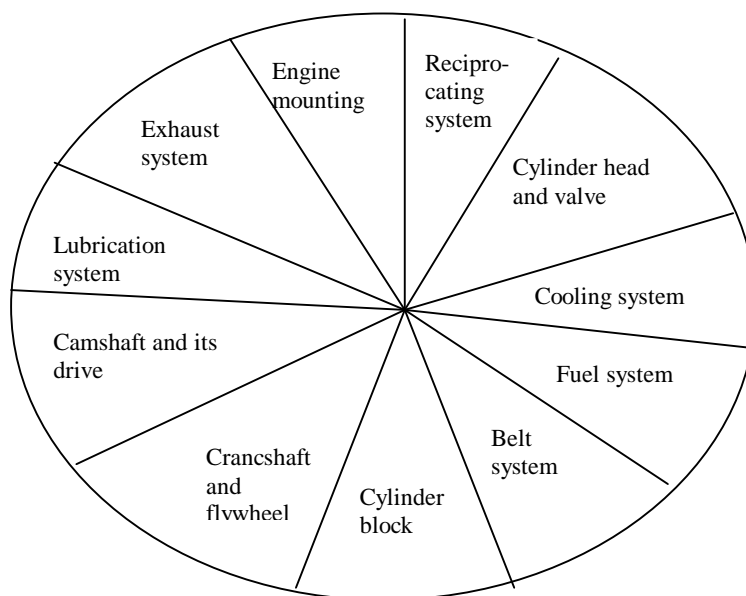 Engine
mounting
Recipro-
cating
system
Cylinder head
and valve
Cooling system
Fuel system
Belt
system
Cylinder
block
Crancshaft
and
flywheel
Camshaft and its
drive
Lubrication
system
Exhaust
system